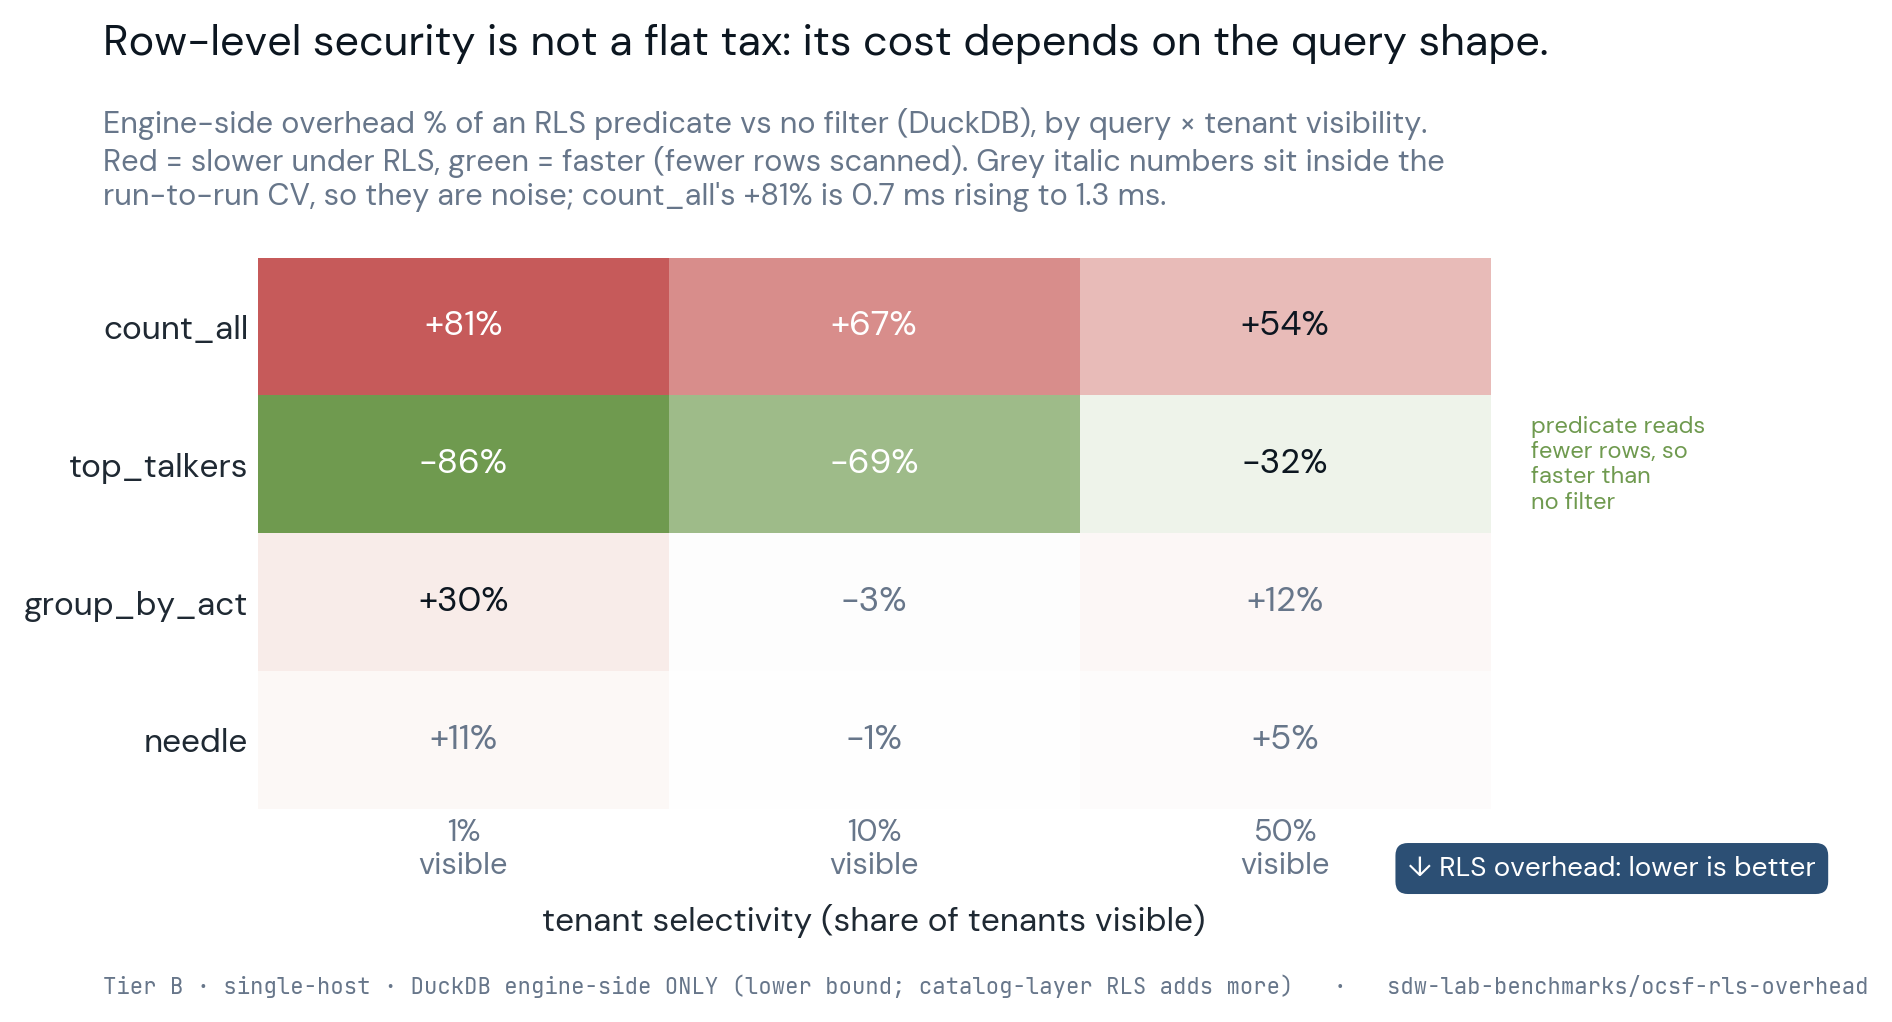 Row-level security is not a flat tax: its cost depends on the query shape.
Engine-side overhead % of an RLS predicate vs no filter (DuckDB), by query × tenant visibility.
Red = slower under RLS, green = faster (fewer rows scanned). Grey italic numbers sit inside the
run-to-run CV, so they are noise; count_all's +81% is 0.7 ms rising to 1.3 ms.
count_all +81% +67% +54%
top_talkers -86% -69% -32%
predicate reads
fewer rows, so
faster than
no filter
group_by_act +30% -3% +12%
needle +11% -1% +5%
1% 10% 50%
visible visible visible
↓ RLS overhead: lower is better
tenant selectivity (share of tenants visible)
Tier B · single-host · DuckDB engine-side ONLY (lower bound; catalog-layer RLS adds more) · sdw-lab-benchmarks/ocsf-rls-overhead